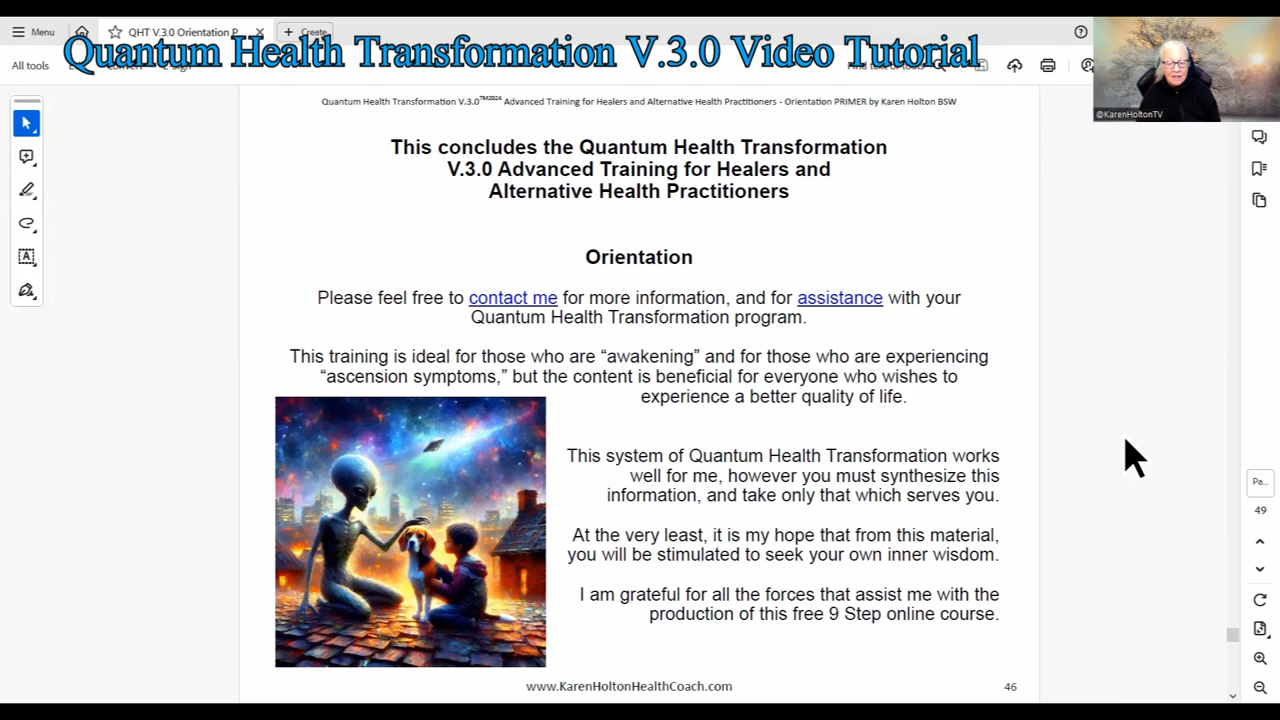 Menu
QHT V.3.0 Orientation P
Create
Quantum Health Transformation V.3.0 Video Tutorial
All tools
@KarenHoltonTV
Quantum Health Transformation V.3.0™2024 Advanced Training for Healers and Alternative Health Practitioners - Orientation PRIMER by Karen Holton BSW
This concludes the Quantum Health Transformation
V.3.0 Advanced Training for Healers and
Alternative Health Practitioners
Orientation
Please feel free to contact me for more information, and for assistance with your
Quantum Health Transformation program.
This training is ideal for those who are “awakening” and for those who are experiencing
“ascension symptoms,” but the content is beneficial for everyone who wishes to
experience a better quality of life.
This system of Quantum Health Transformation works
well for me, however you must synthesize this
information, and take only that which serves you.
At the very least, it is my hope that from this material,
you will be stimulated to seek your own inner wisdom.
I am grateful for all the forces that assist me with the
production of this free 9 Step online course.
Pa...
49
www.KarenHoltonHealthCoach.com
46